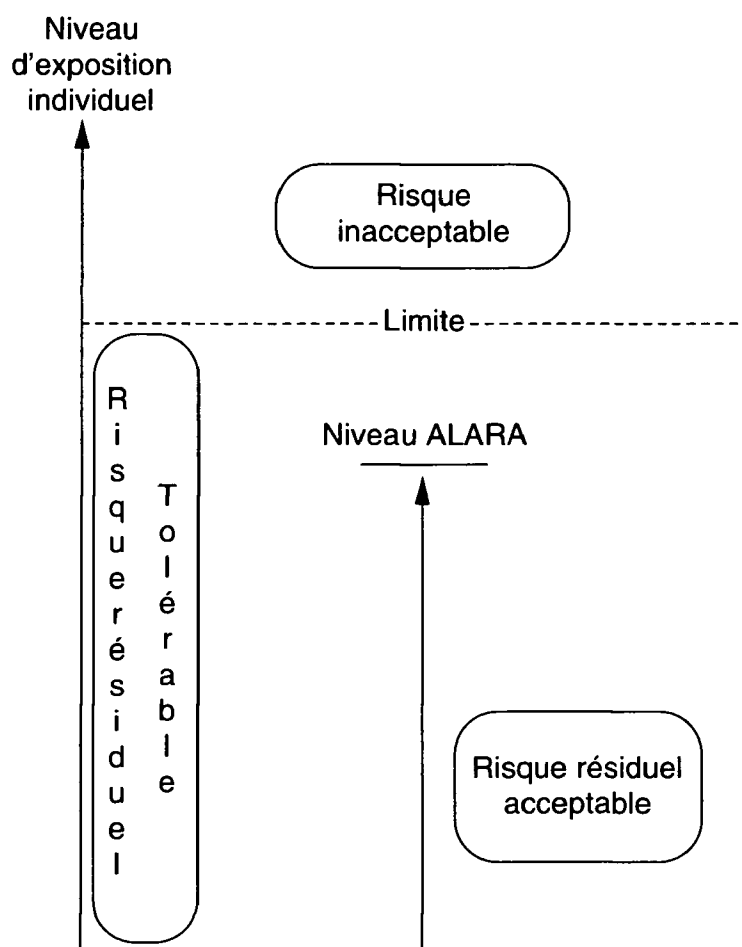 Niveau
d'exposition
individuel
Risque
inacceptable
Limite
Risque résiduel
Tolérable
Niveau ALARA
Risque résiduel
acceptable